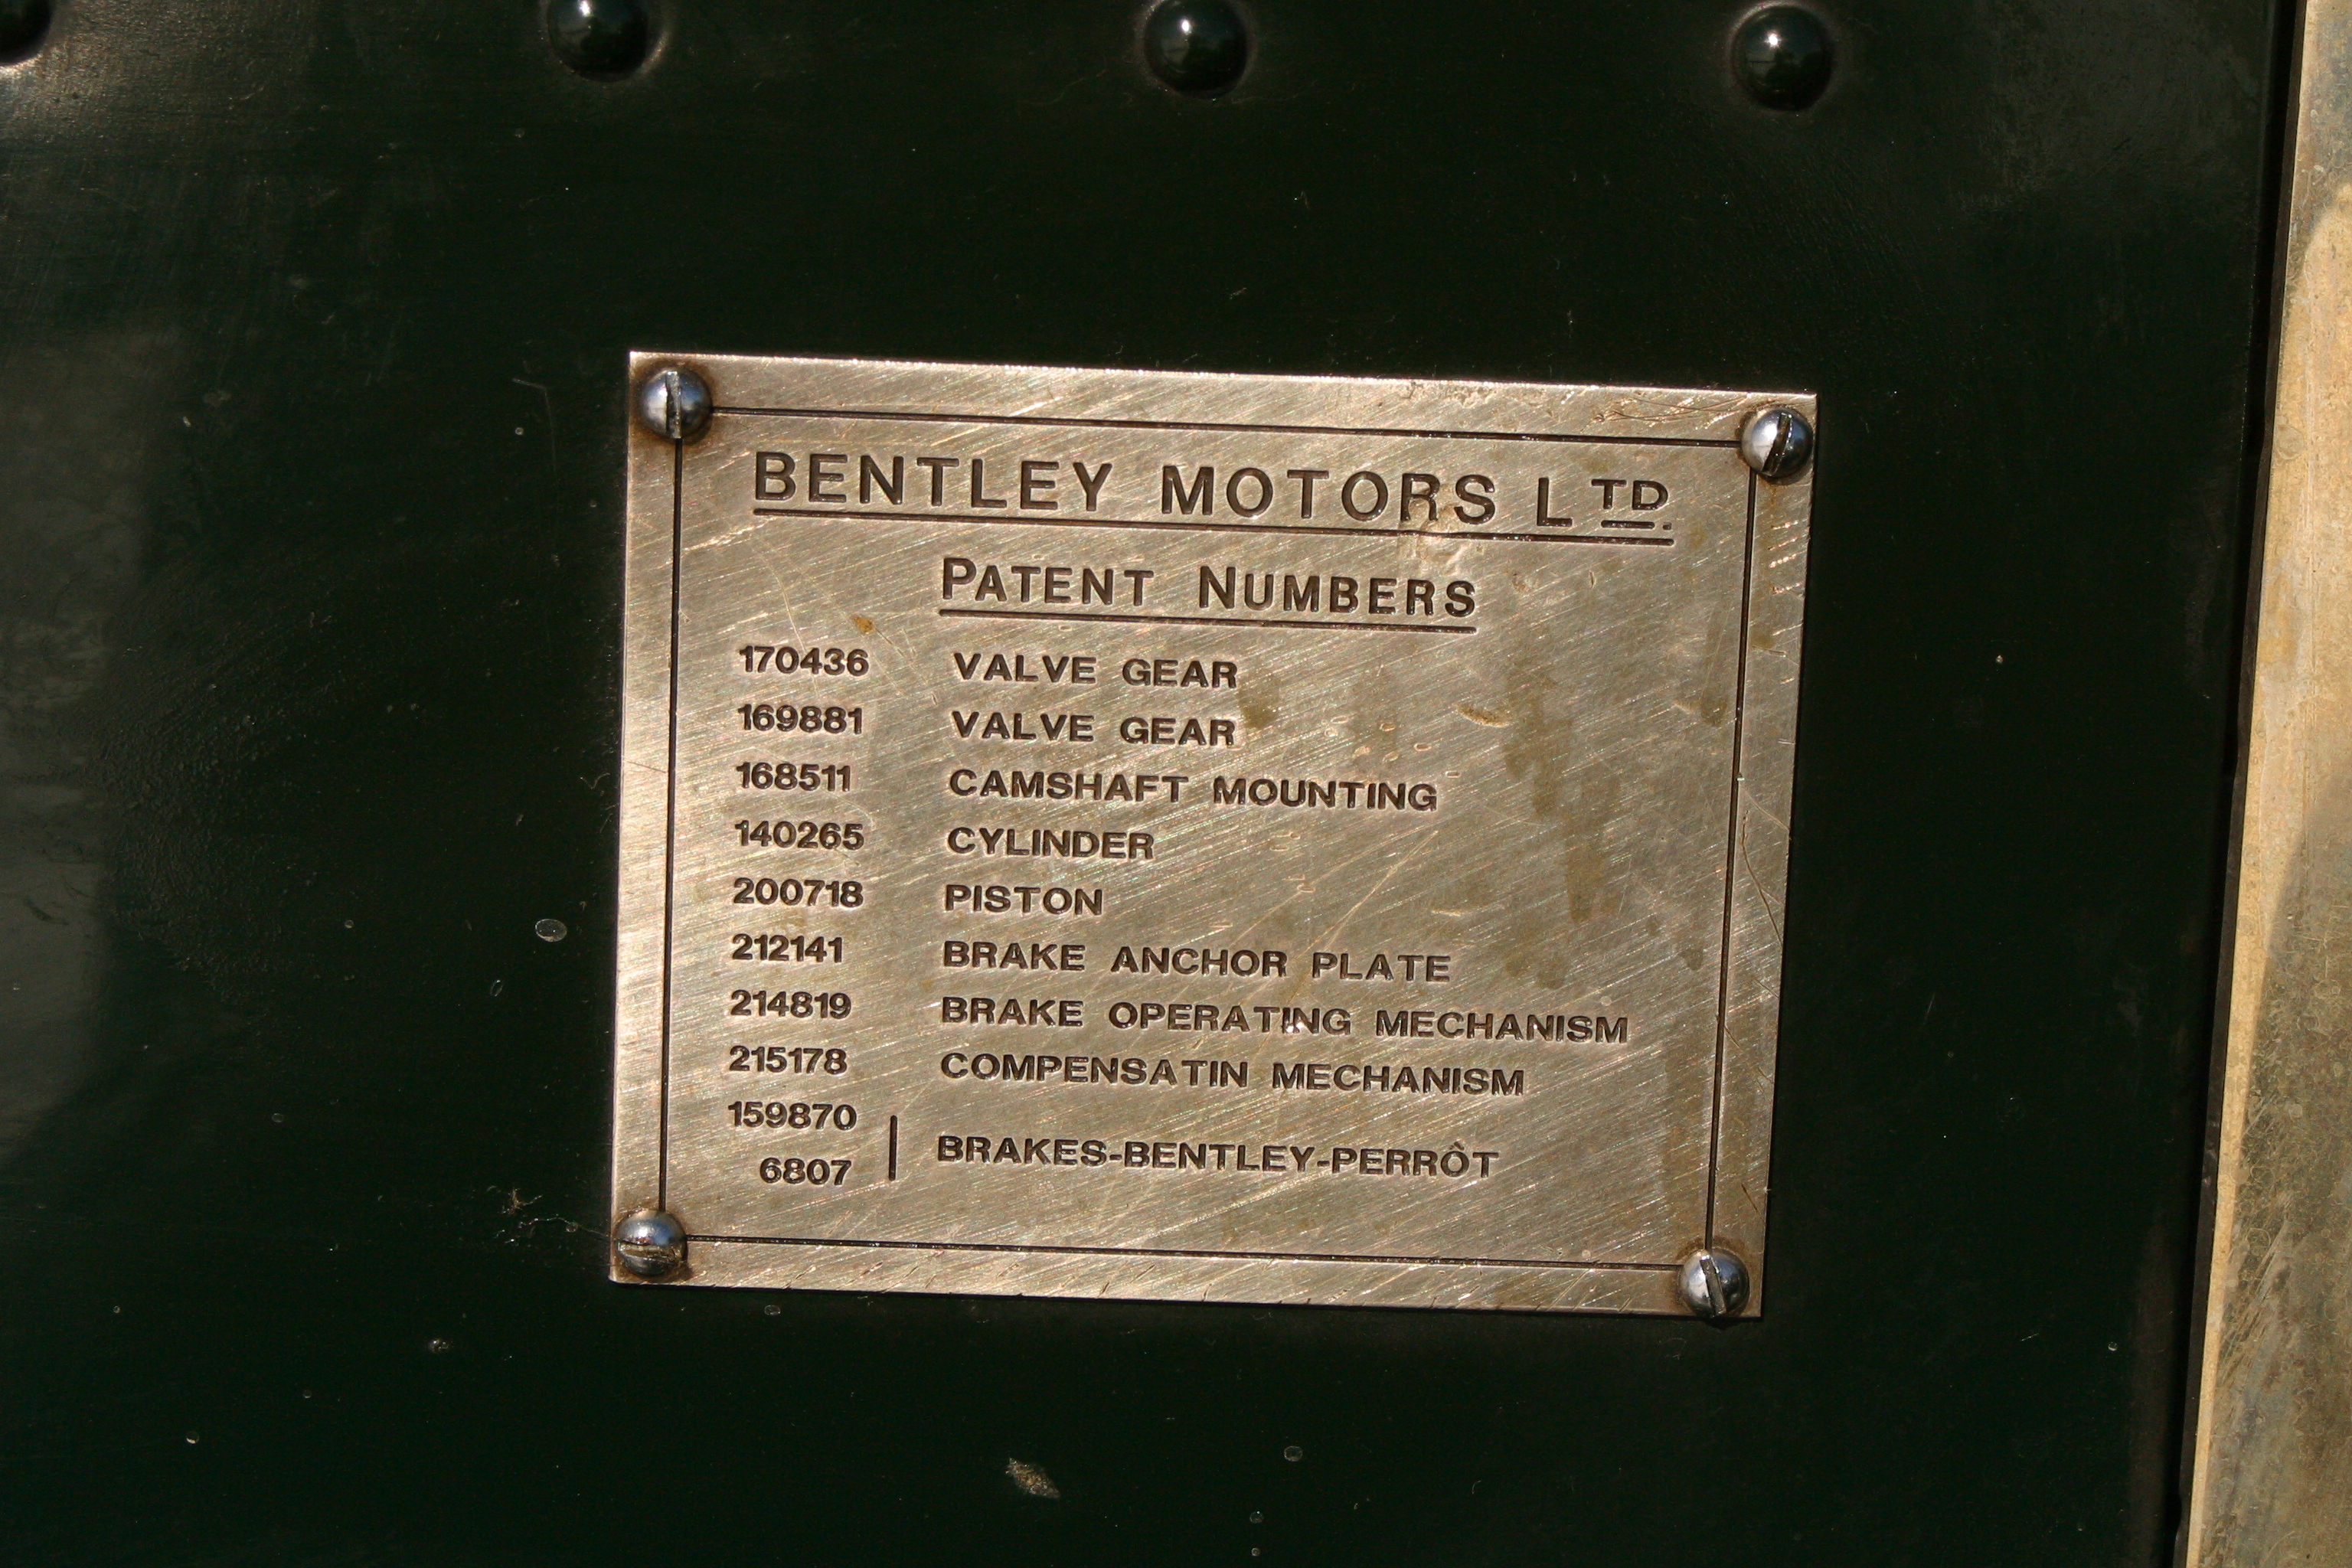 BENTLEY MOTORS LTD.
PATENT NUMBERS
170436 VALVE GEAR
169881 VALVE GEAR
168511 CAMSHAFT MOUNTING
140265 CYLINDER
200718 PISTON
212141 BRAKE ANCHOR PLATE
214819 BRAKE OPERATING MECHANISM
215178 COMPENSATIN MECHANISM
159870
6807 BRAKES-BENTLEY-PERRÒT